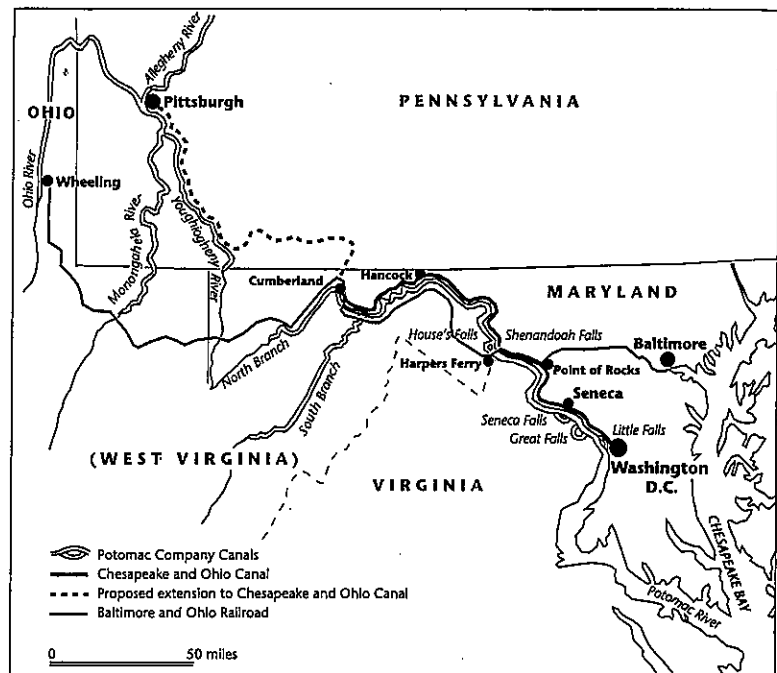 Allegheny River
Pittsburgh
OHIO
PENNSYLVANIA
Ohio River
Wheeling
Monongahela River
Youghiogheny River
Cumberland
Hancock
MARYLAND
House's Falls
Shenandoah Falls
Baltimore
Harpers Ferry
Point of Rocks
North Branch
South Branch
Seneca
Seneca Falls
Great Falls
Little Falls
(WEST VIRGINIA)
VIRGINIA
Washington
D.C.
CHESAPEAKE BAY
Potomac River
Potomac Company Canals
Chesapeake and Ohio Canal
Proposed extension to Chesapeake and Ohio Canal
Baltimore and Ohio Railroad
0 50 miles